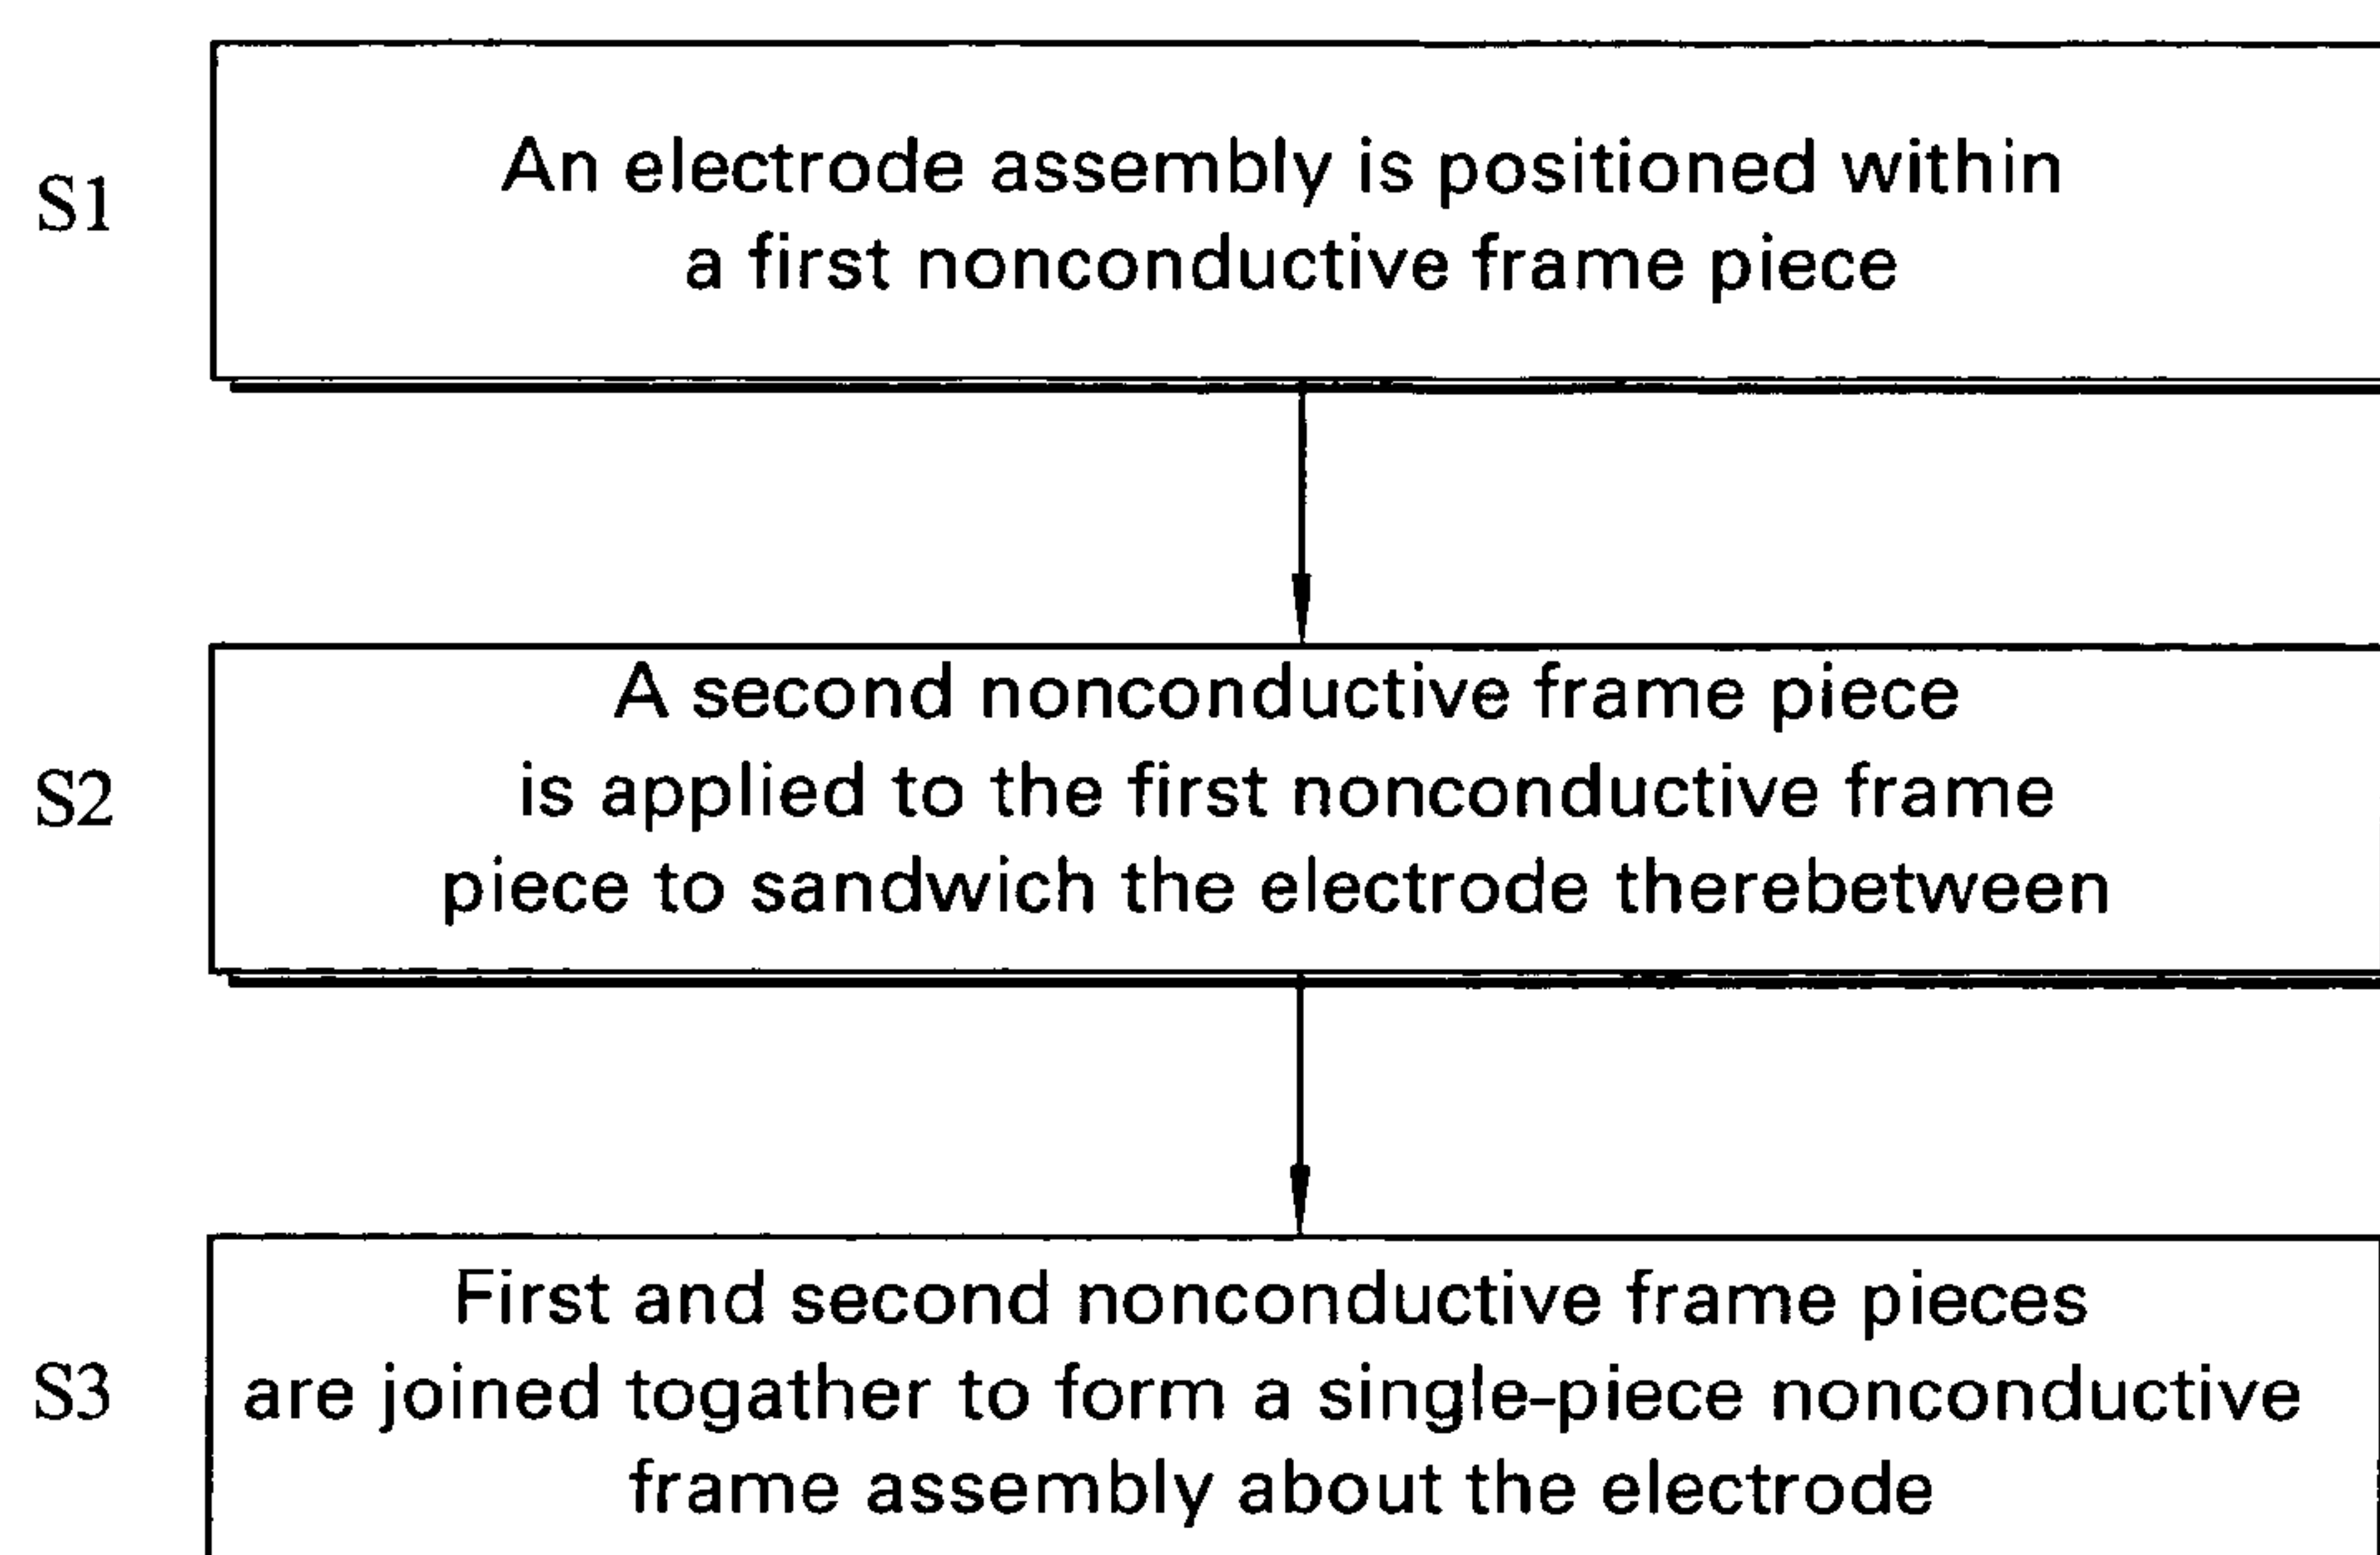 An electrode assembly is positioned within
S1
a first nonconductive frame piece
A second nonconductive frame piece
S2
is applied to the first nonconductive frame
piece to sandwich the electrode therebetween
First and second nonconductive frame pieces
S3
are joined togather to form a single-piece nonconductive
frame assembly about the electrode